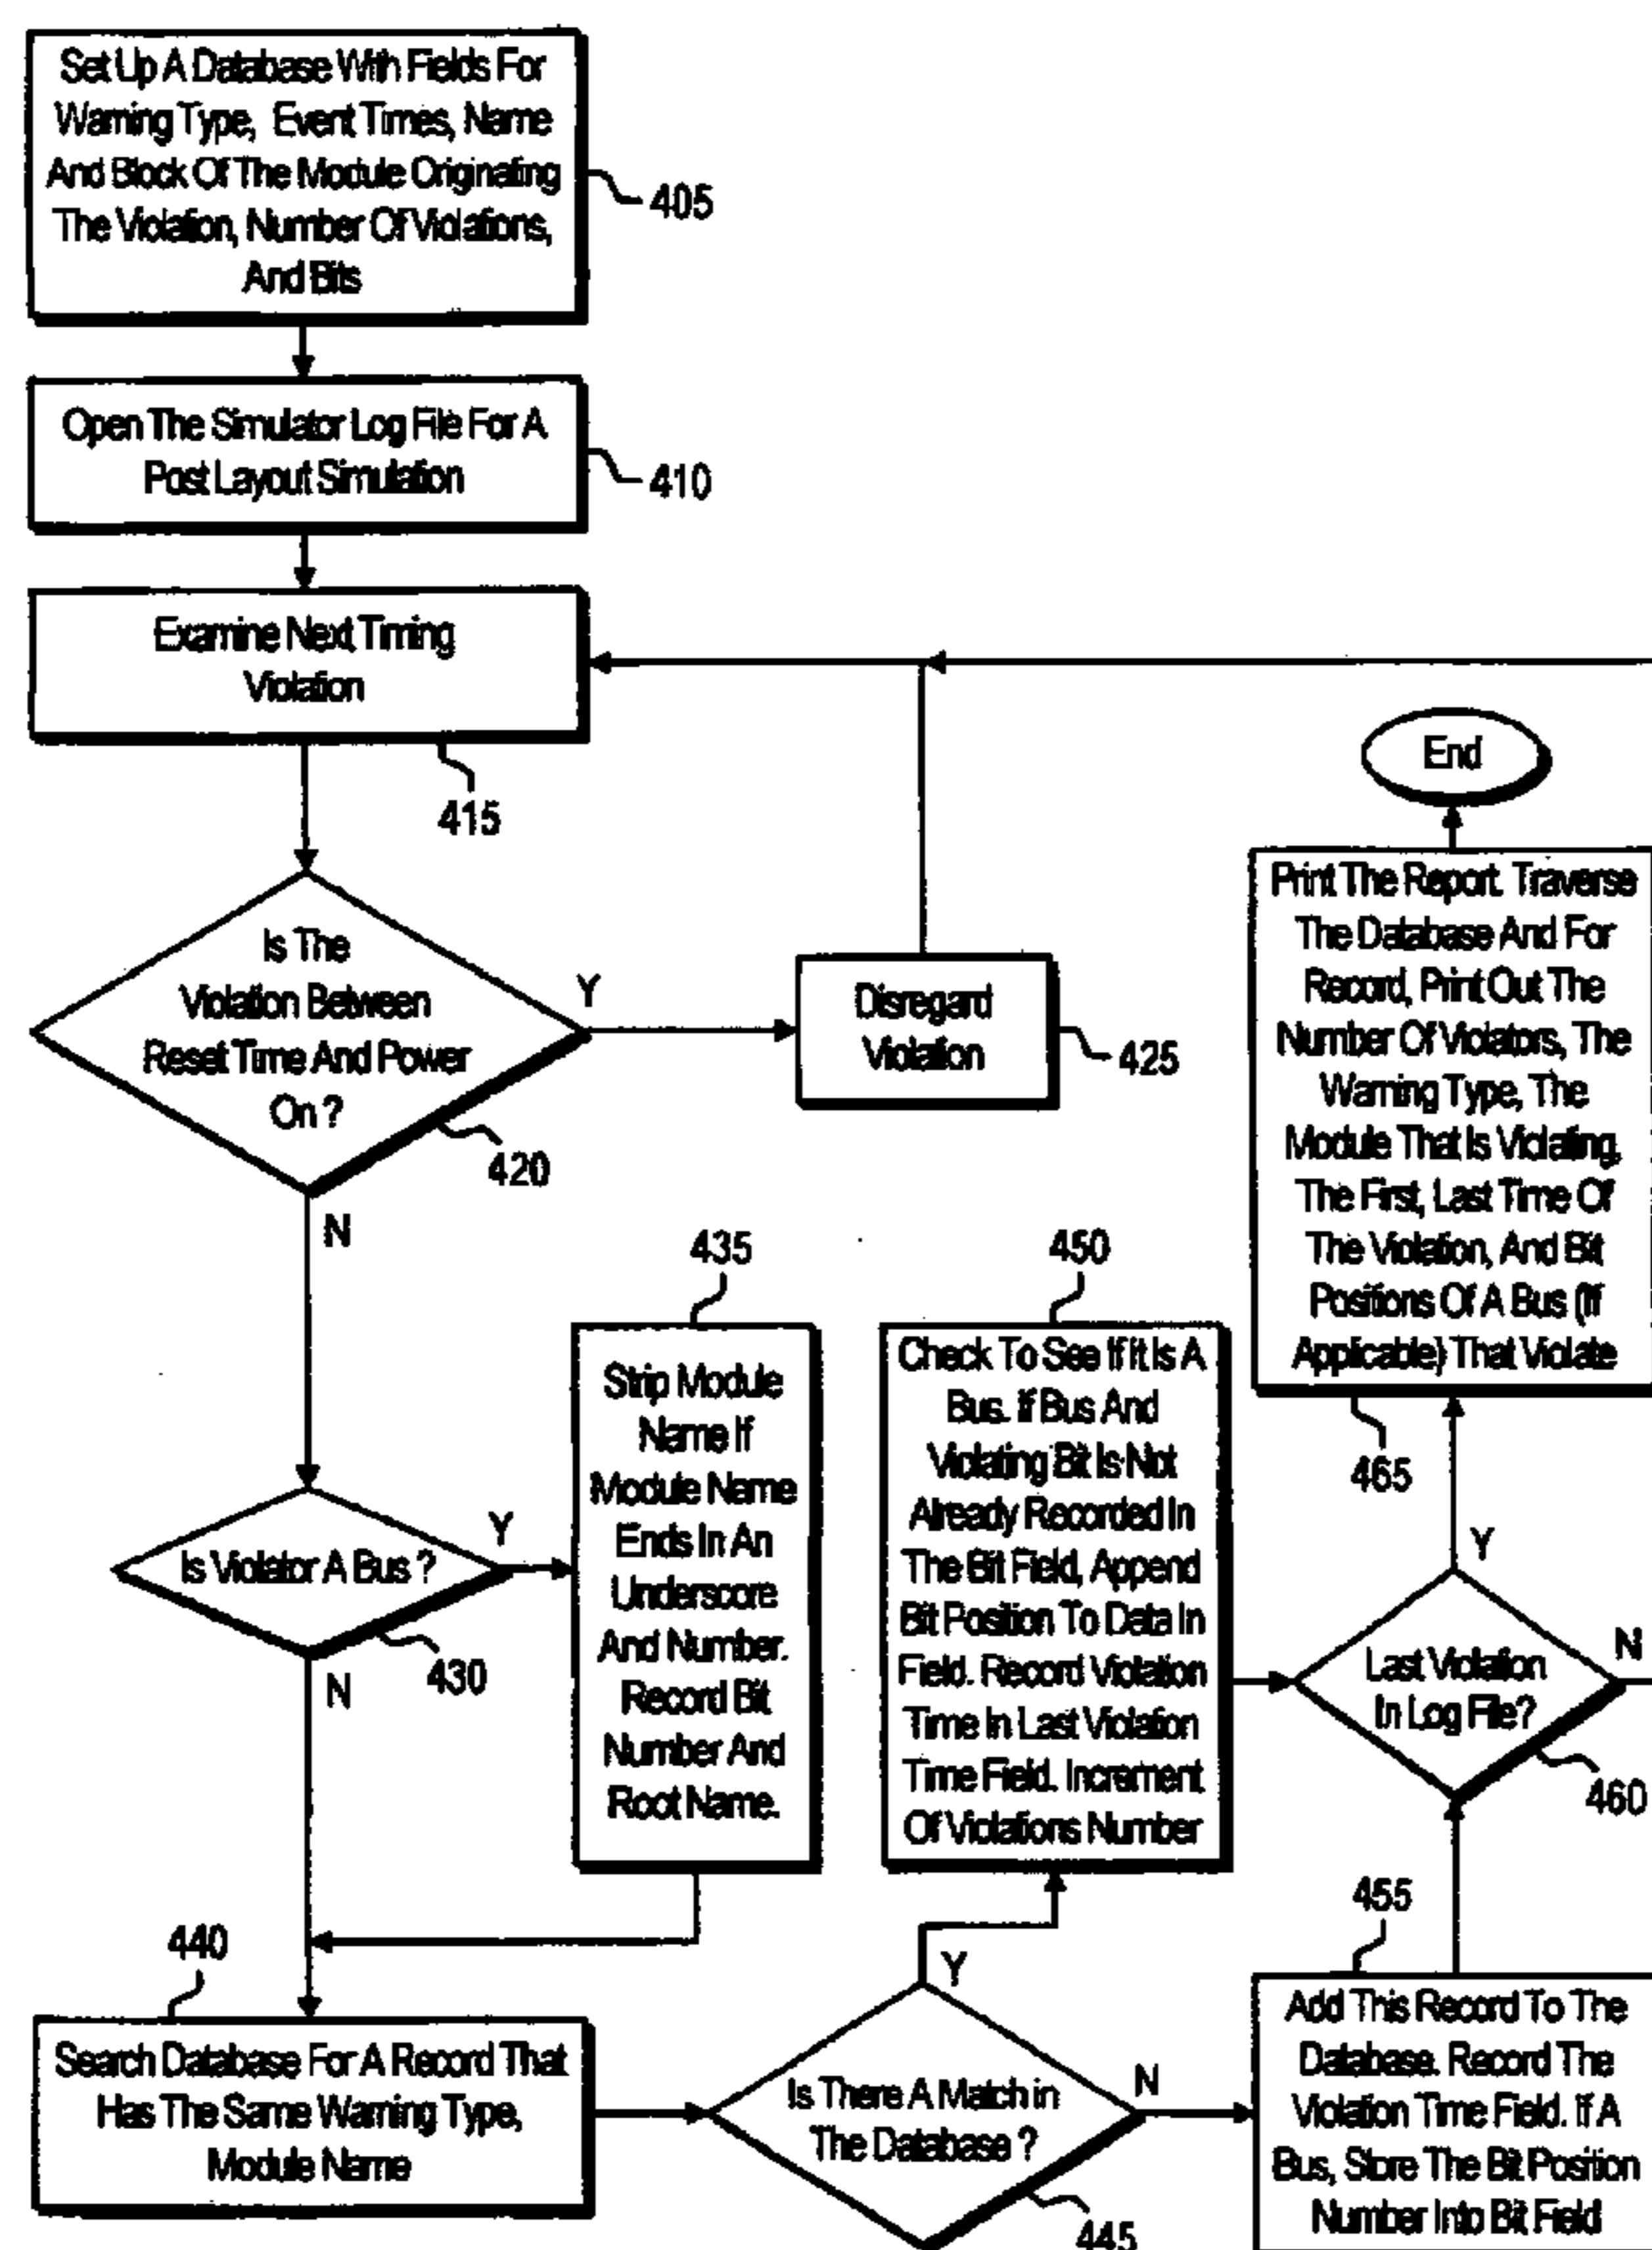 Set Up A Database With Fields For
Warning Type, Event Times, Name
And Block Of The Module Originating
The Violation, Number Of Violations,
And Bits
405
Open The Simulator Log File For A
Post Layout Simulation
410
Examine Next Timing
Violation
415
Is The
Violation Between
Reset Time And Power
On ?
420
Y
N
Disregard
Violation
425
Is Violator A Bus ?
430
Y
N
435
Strip Module
Name If
Module Name
Ends In An
Underscore
And Number.
Record Bit
Number And
Root Name.
440
Search Database For A Record That
Has The Same Warning Type,
Module Name
Is There A Match in
The Database ?
445
Y
N
450
Check To See If It Is A
Bus. If Bus And
Violating Bit Is Not
Already Recorded In
The Bit Field, Append
Bit Position To Data In
Field. Record Violation
Time In Last Violation
Time Field. Increment
Of Violations Number
455
Add This Record To The
Database. Record The
Violation Time Field. If A
Bus, Store The Bit Position
Number Into Bit Field
Last Violation
In Log File?
460
Y
N
Print The Report. Traverse
The Database And For
Record, Print Out The
Number Of Violators, The
Warning Type, The
Module That Is Violating,
The First, Last Time Of
The Violation, And Bit
Positions Of A Bus (If
Applicable) That Violate
465
End